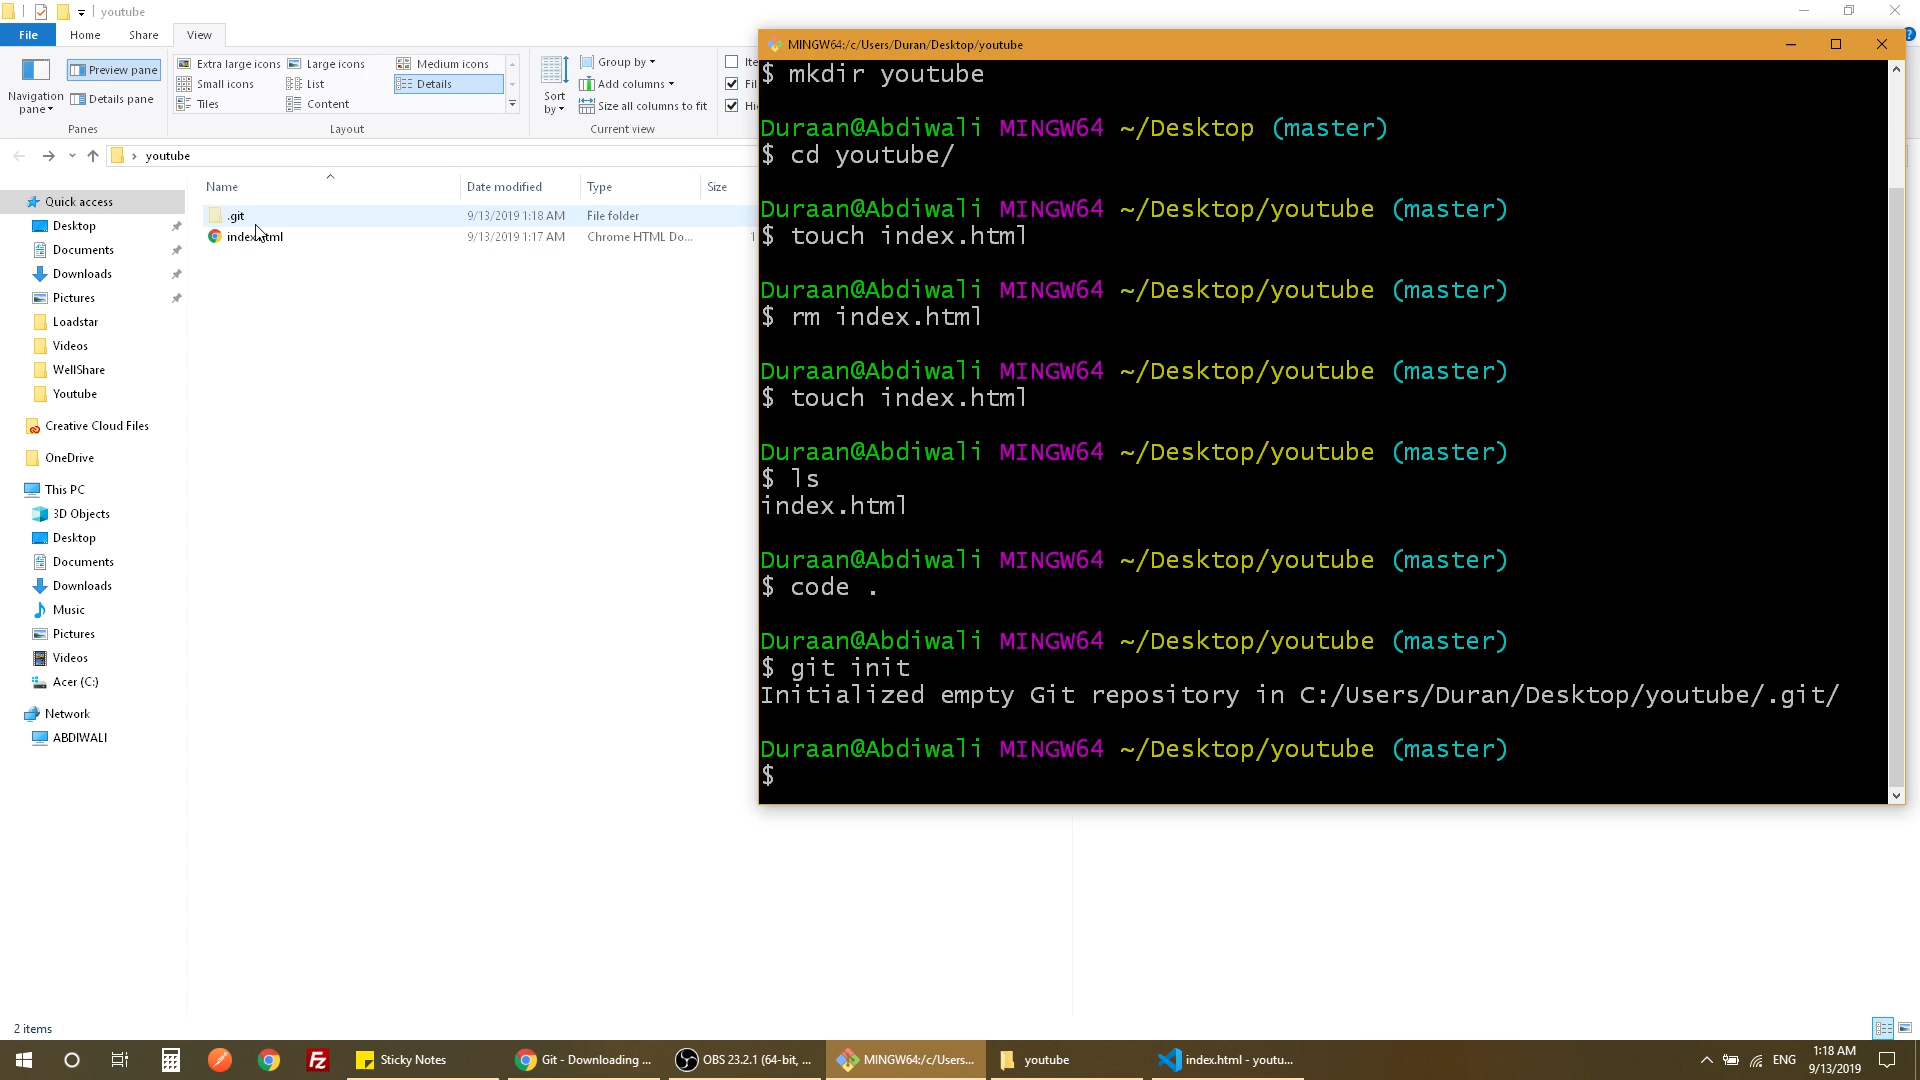 youtube
File
Home
Share
View
Navigation pane
Preview pane
Details pane
Panes
Extra large icons
Large icons
Medium icons
Small icons
List
Details
Tiles
Content
Layout
Sort by
Group by
Add columns
Size all columns to fit
Current view
youtube
Name
Date modified
Type
Size
.git
9/13/2019 1:18 AM
File folder
9/13/2019 1:17 AM
Chrome HTML Do...
1
Quick access
Desktop
Documents
Downloads
Pictures
Loadstar
Videos
WellShare
Youtube
Creative Cloud Files
OneDrive
This PC
3D Objects
Desktop
Documents
Downloads
Music
Pictures
Videos
Acer (C:)
Network
ABDIWALI
2 items
MINGW64:/c/Users/Duran/Desktop/youtube
$ mkdir youtube
Duraan@Abdiwali MINGW64 ~/Desktop (master)
$ cd youtube/
Duraan@Abdiwali MINGW64 ~/Desktop/youtube (master)
$ touch index.html
Duraan@Abdiwali MINGW64 ~/Desktop/youtube (master)
$ rm index.html
Duraan@Abdiwali MINGW64 ~/Desktop/youtube (master)
$ touch index.html
Duraan@Abdiwali MINGW64 ~/Desktop/youtube (master)
$ ls
index.html
Duraan@Abdiwali MINGW64 ~/Desktop/youtube (master)
$ code .
Duraan@Abdiwali MINGW64 ~/Desktop/youtube (master)
$ git init
Initialized empty Git repository in C:/Users/Duran/Desktop/youtube/.git/
Duraan@Abdiwali MINGW64 ~/Desktop/youtube (master)
$
Sticky Notes
Git - Downloading ...
OBS 23.2.1 (64-bit, ...
MINGW64:/c/Users...
youtube
index.html - youtu...
ENG
1:18 AM
9/13/2019